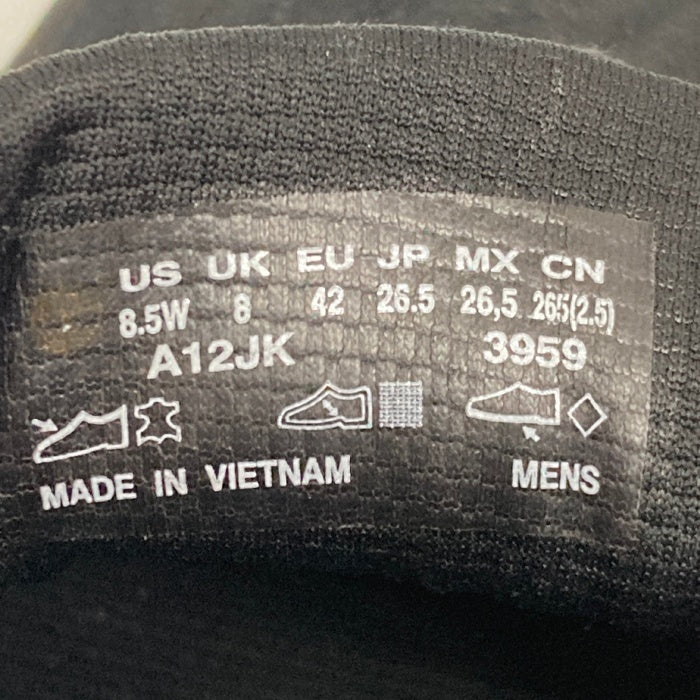 US UK EU JP MX CN
8.5W 8 42 26.5 26,5 265(2.5)
A12JK 3959
MADE IN VIETNAM MENS